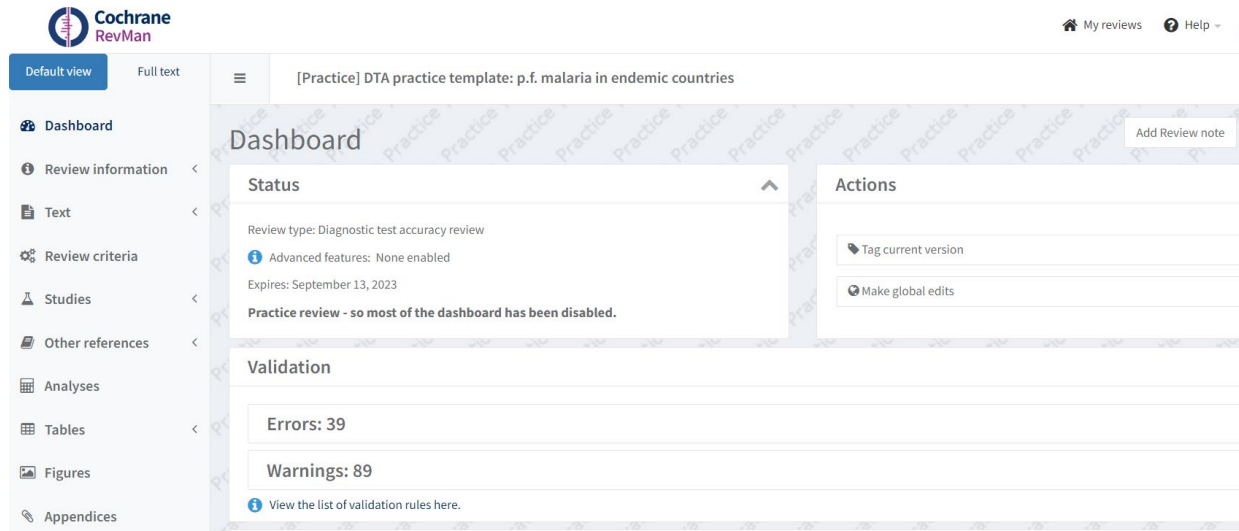 Cochrane
RevMan
My reviews
Help
Default view
Full text
[Practice] DTA practice template: p.f. malaria in endemic countries
Dashboard
Review information
Text
Review criteria
Studies
Other references
Analyses
Tables
Figures
Appendices
Dashboard
Add Review note
Status
Review type: Diagnostic test accuracy review
Advanced features: None enabled
Expires: September 13, 2023
Practice review - so most of the dashboard has been disabled.
Actions
Tag current version
Make global edits
Validation
Errors: 39
Warnings: 89
View the list of validation rules here.
Practice